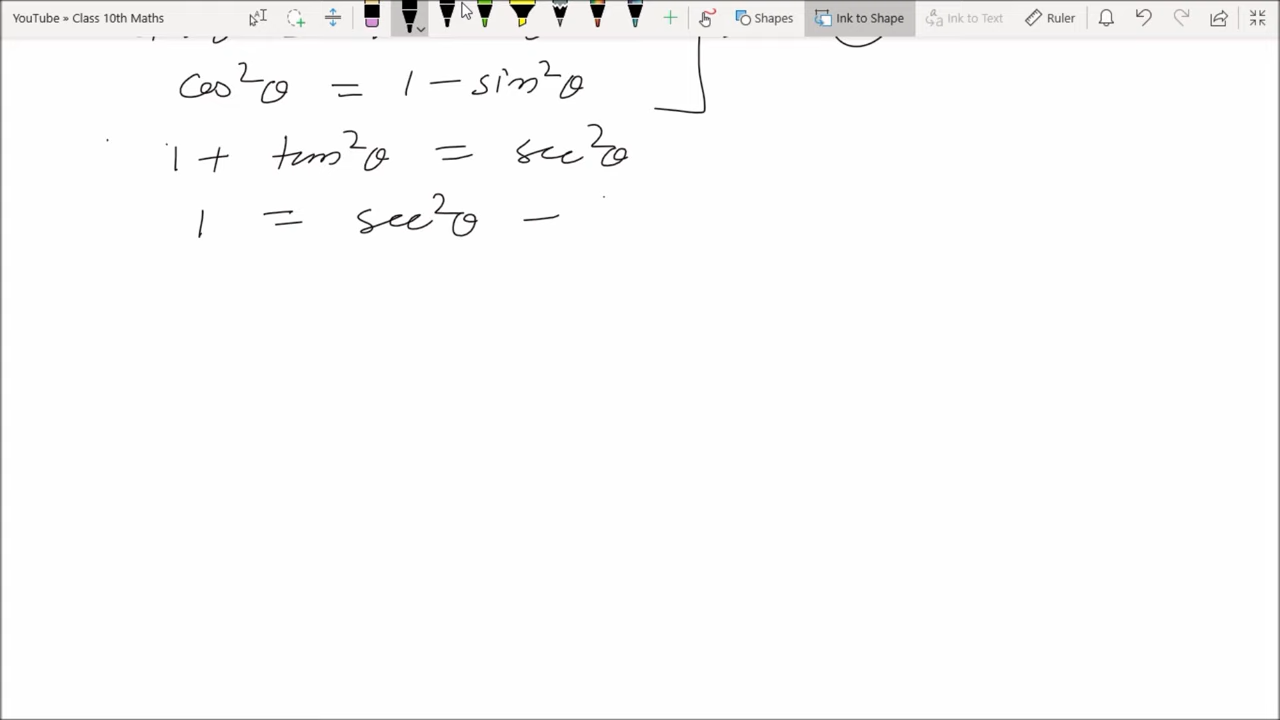 YouTube » Class 10th Maths Shapes Ink to Shape Ink to Text Ruler
cos²θ = 1 - sin²θ
1 + tan²θ = sec²θ
1 = sec²θ -